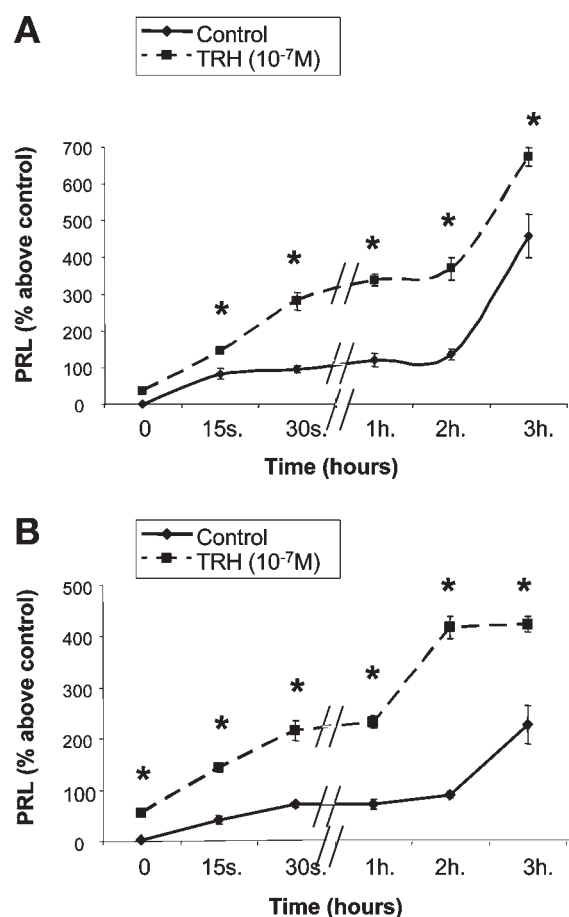 A
Control
TRH (10-7M)
PRL (% above control)
700
600
500
400
300
200
100
0
* * * * *
0 15s. 30s. 1h. 2h. 3h.
Time (hours)
B
Control
TRH (10-7M)
PRL (% above control)
500
400
300
200
100
0
* * * * * *
0 15s. 30s. 1h. 2h. 3h.
Time (hours)